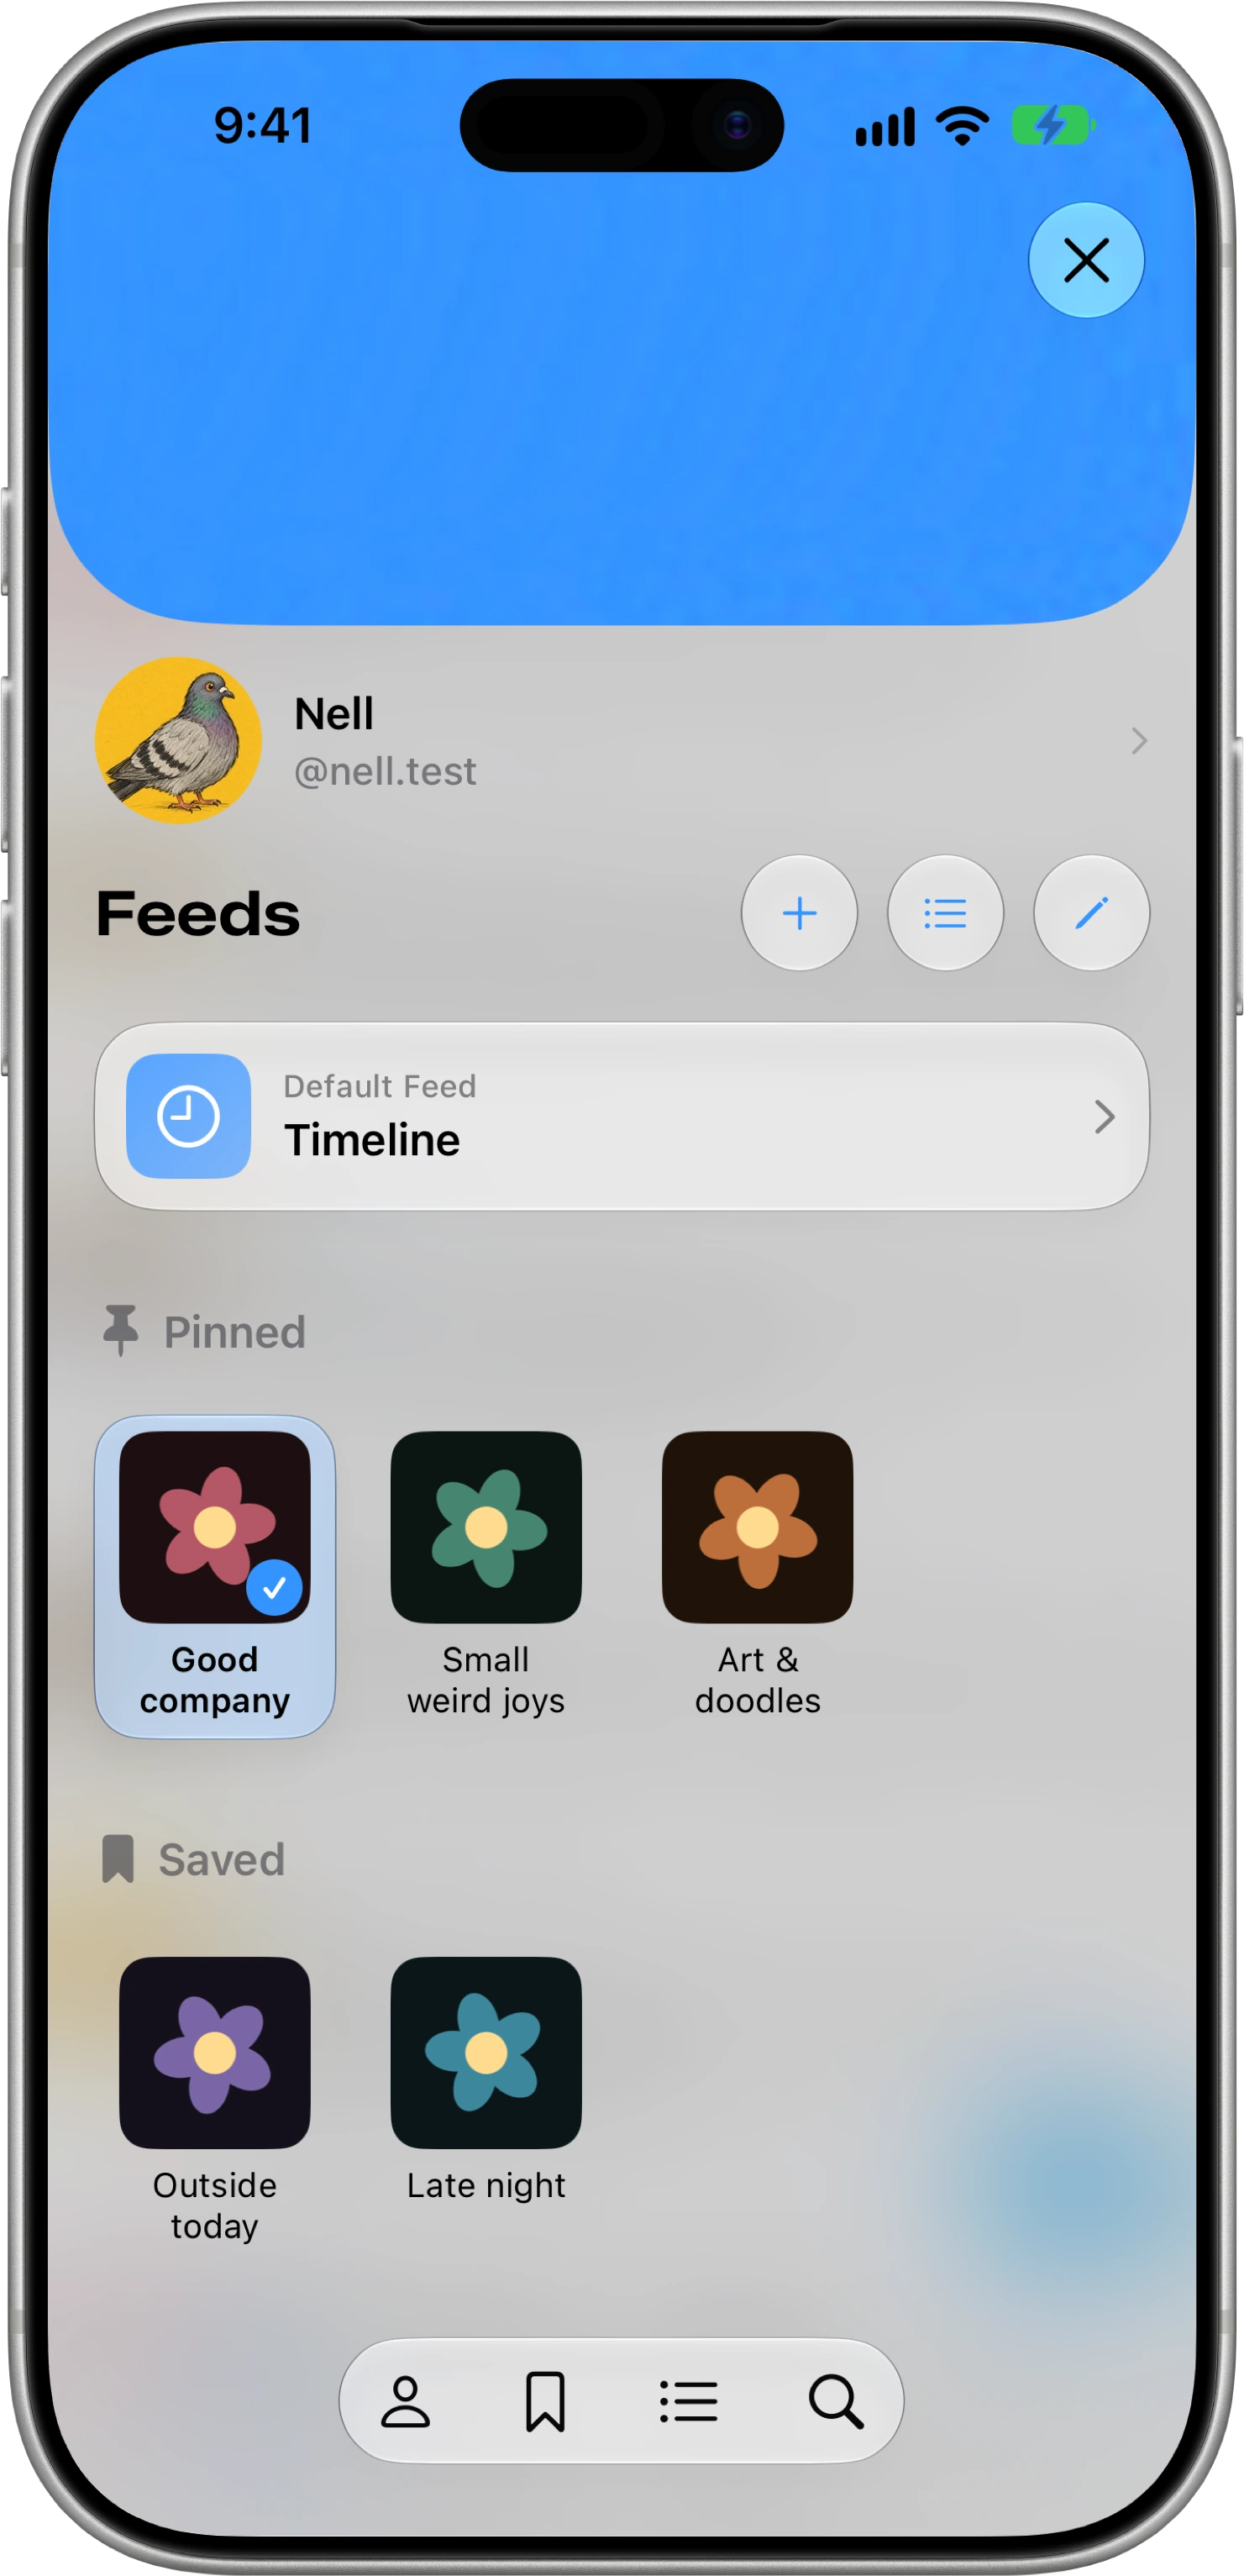 9:41
Nell
@nell.test
Feeds
Default Feed
Timeline
Pinned
Good
company
Small
weird joys
Art &
doodles
Saved
Outside
today
Late night